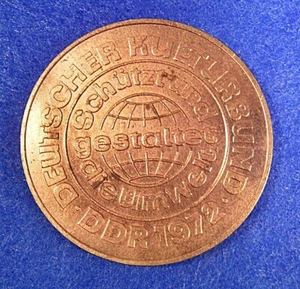 · DEUTSCHER KULTURBUND ·
DDR 1972
Schützt und
gestaltet
die Umwelt